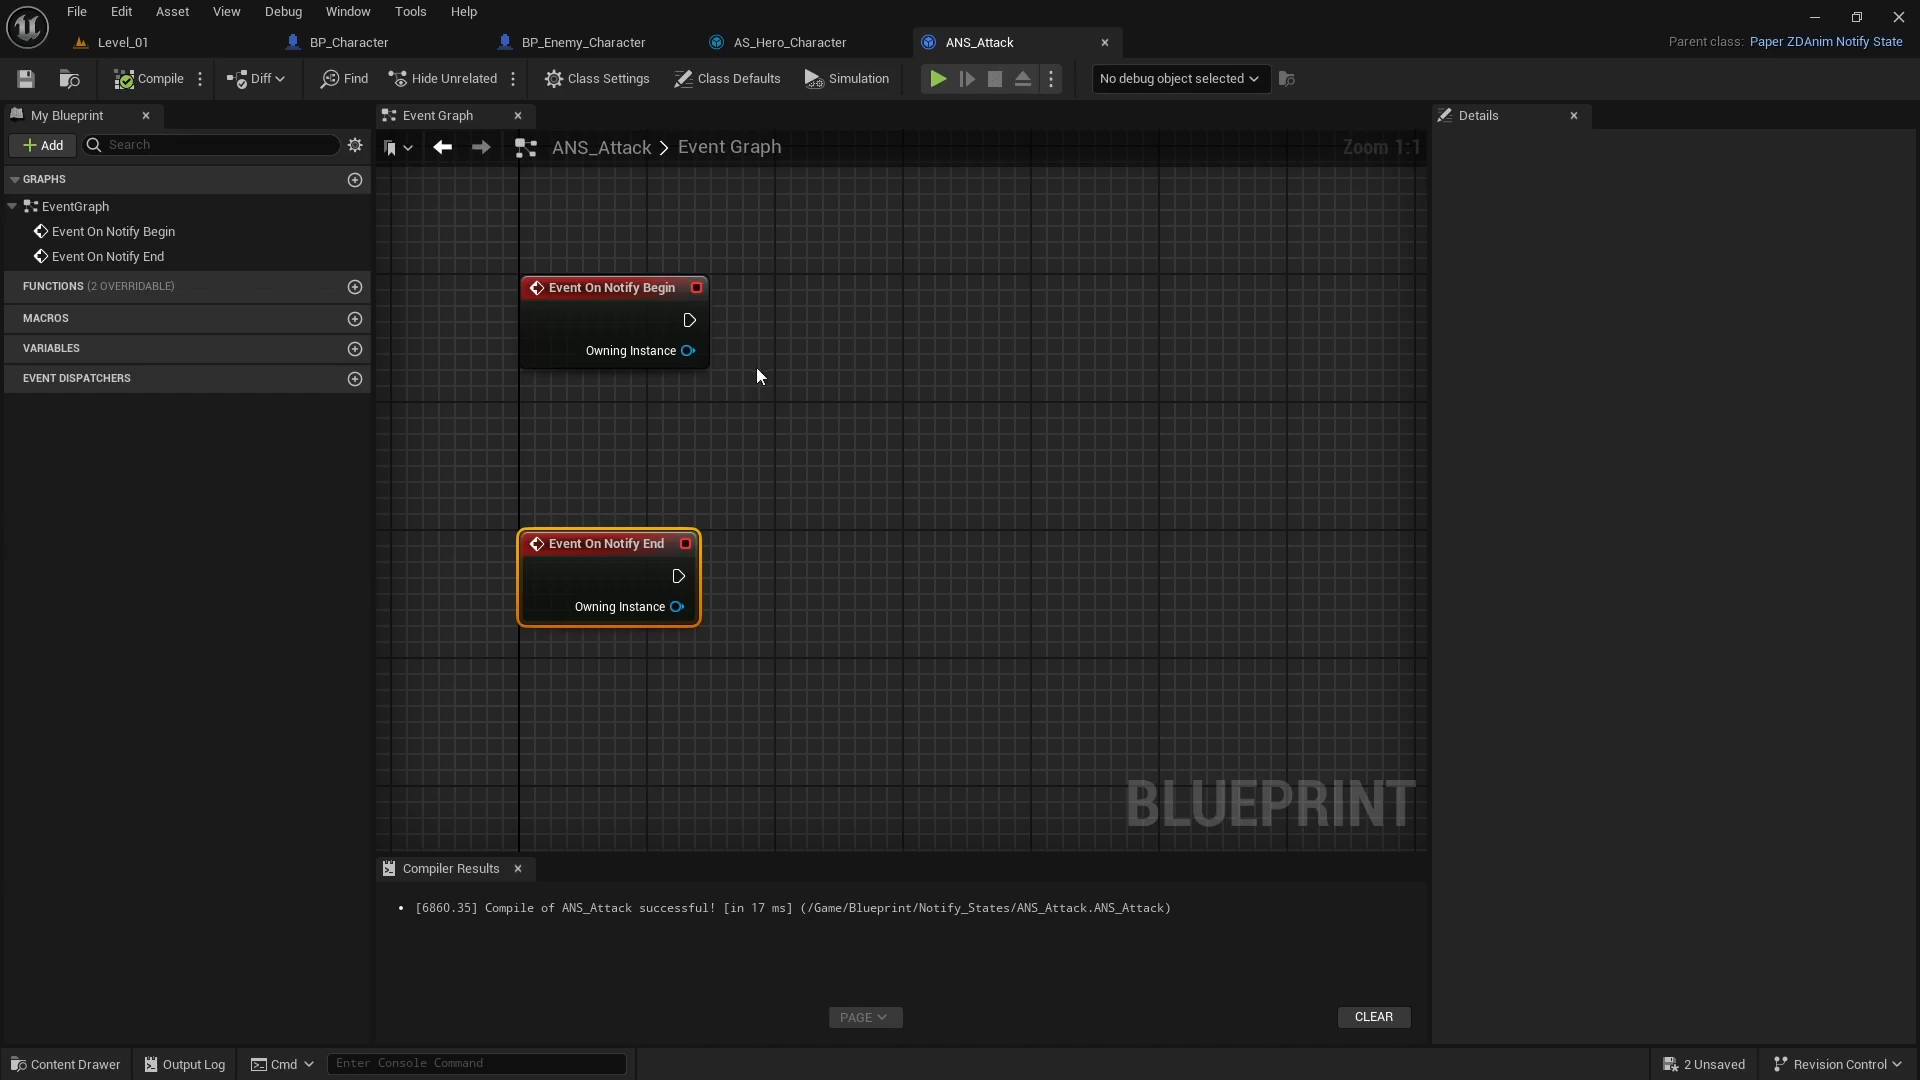 File Edit Asset View Debug Window Tools Help
Level_01 BP_Character BP_Enemy_Character AS_Hero_Character ANS_Attack
Parent class: Paper ZDAnim Notify State
Compile Diff Find Hide Unrelated Class Settings Class Defaults Simulation No debug object selected
My Blueprint Event Graph Details
Add Search
ANS_Attack > Event Graph Zoom 1:1
GRAPHS
EventGraph
Event On Notify Begin
Event On Notify End
FUNCTIONS (2 OVERRIDABLE)
MACROS
VARIABLES
EVENT DISPATCHERS
Event On Notify Begin
Owning Instance
Event On Notify End
Owning Instance
BLUEPRINT
Compiler Results
• [6860.35] Compile of ANS_Attack successful! [in 17 ms] (/Game/Blueprint/Notify_States/ANS_Attack.ANS_Attack)
PAGE CLEAR
Content Drawer Output Log Cmd Enter Console Command 2 Unsaved Revision Control